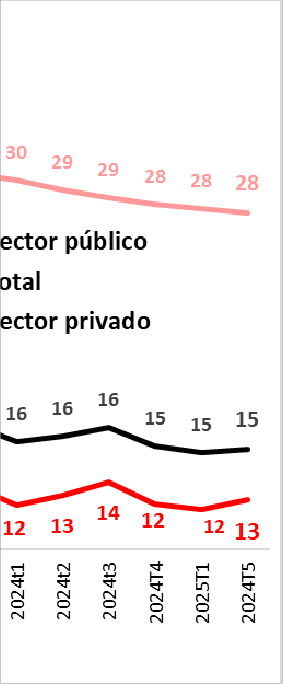 30 29 29 28 28 28
ector público
otal
ector privado
16 16 16 15 15 15
12 13 14 12 12 13
2024t1 2024t2 2024t3 2024T4 2025T1 2024T5